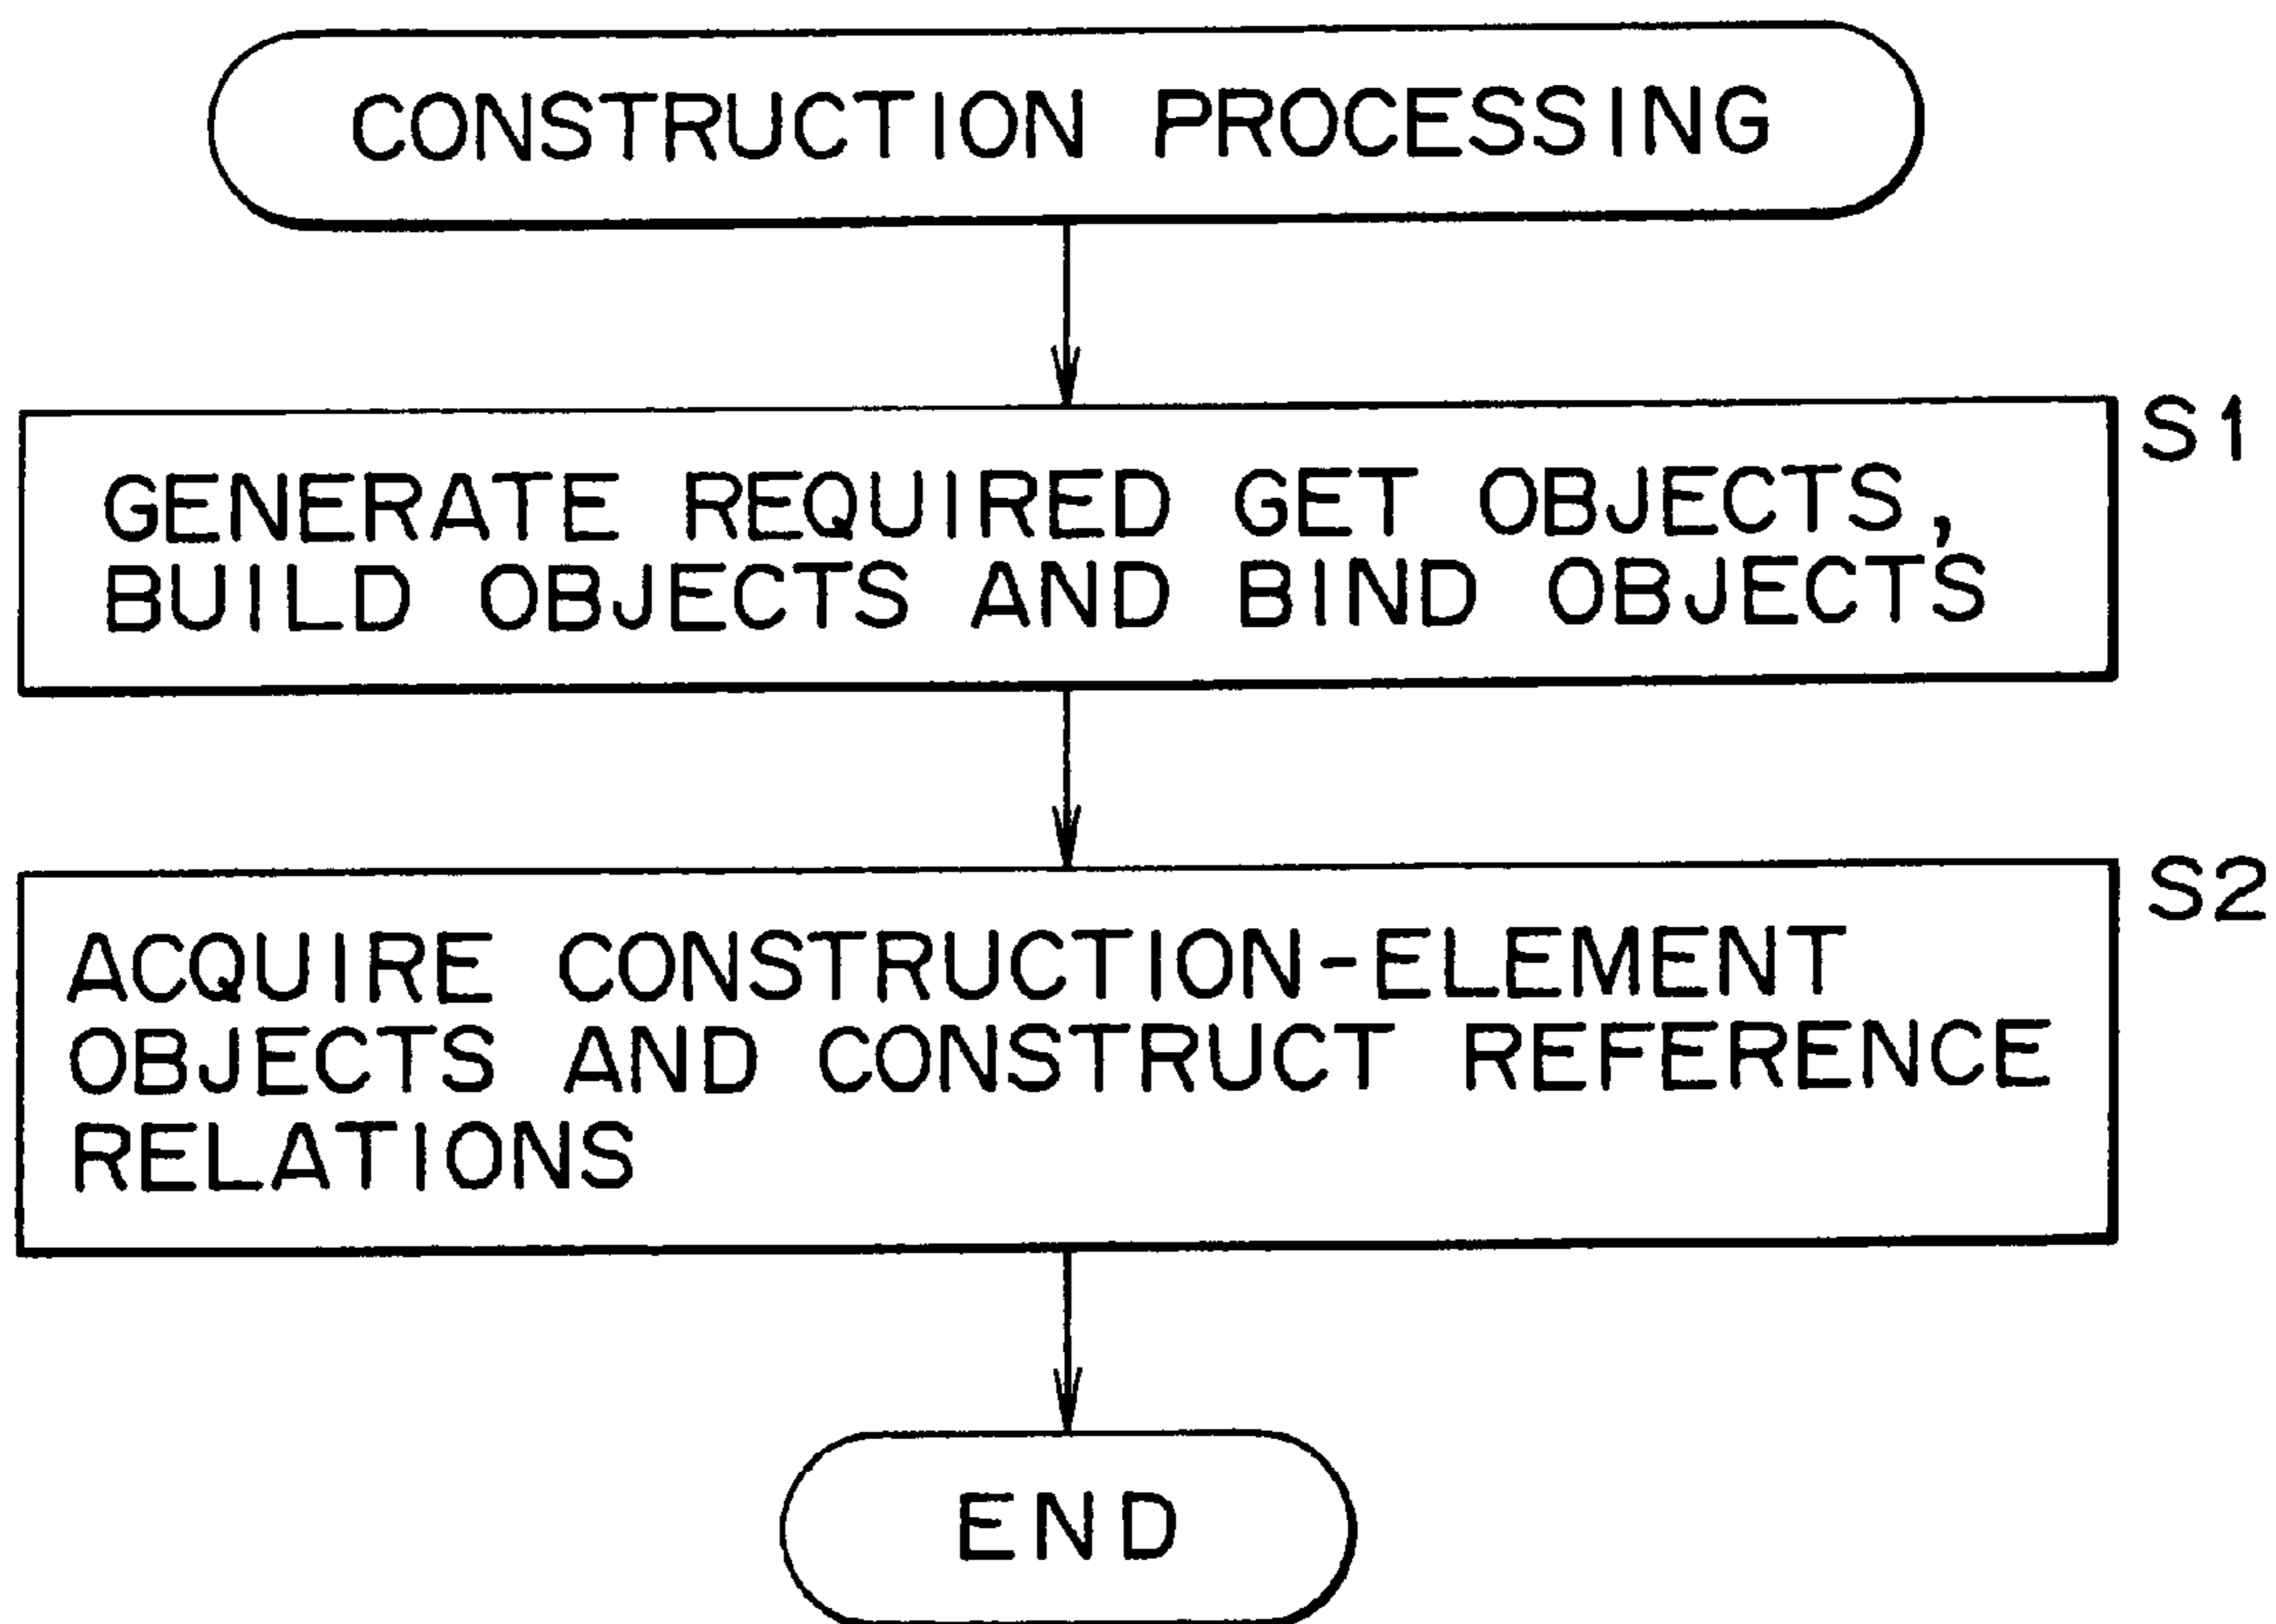 CONSTRUCTION PROCESSING
S1
GENERATE REQUIRED GET OBJECTS,
BUILD OBJECTS AND BIND OBJECTS
S2
ACQUIRE CONSTRUCTION-ELEMENT
OBJECTS AND CONSTRUCT REFERENCE
RELATIONS
END